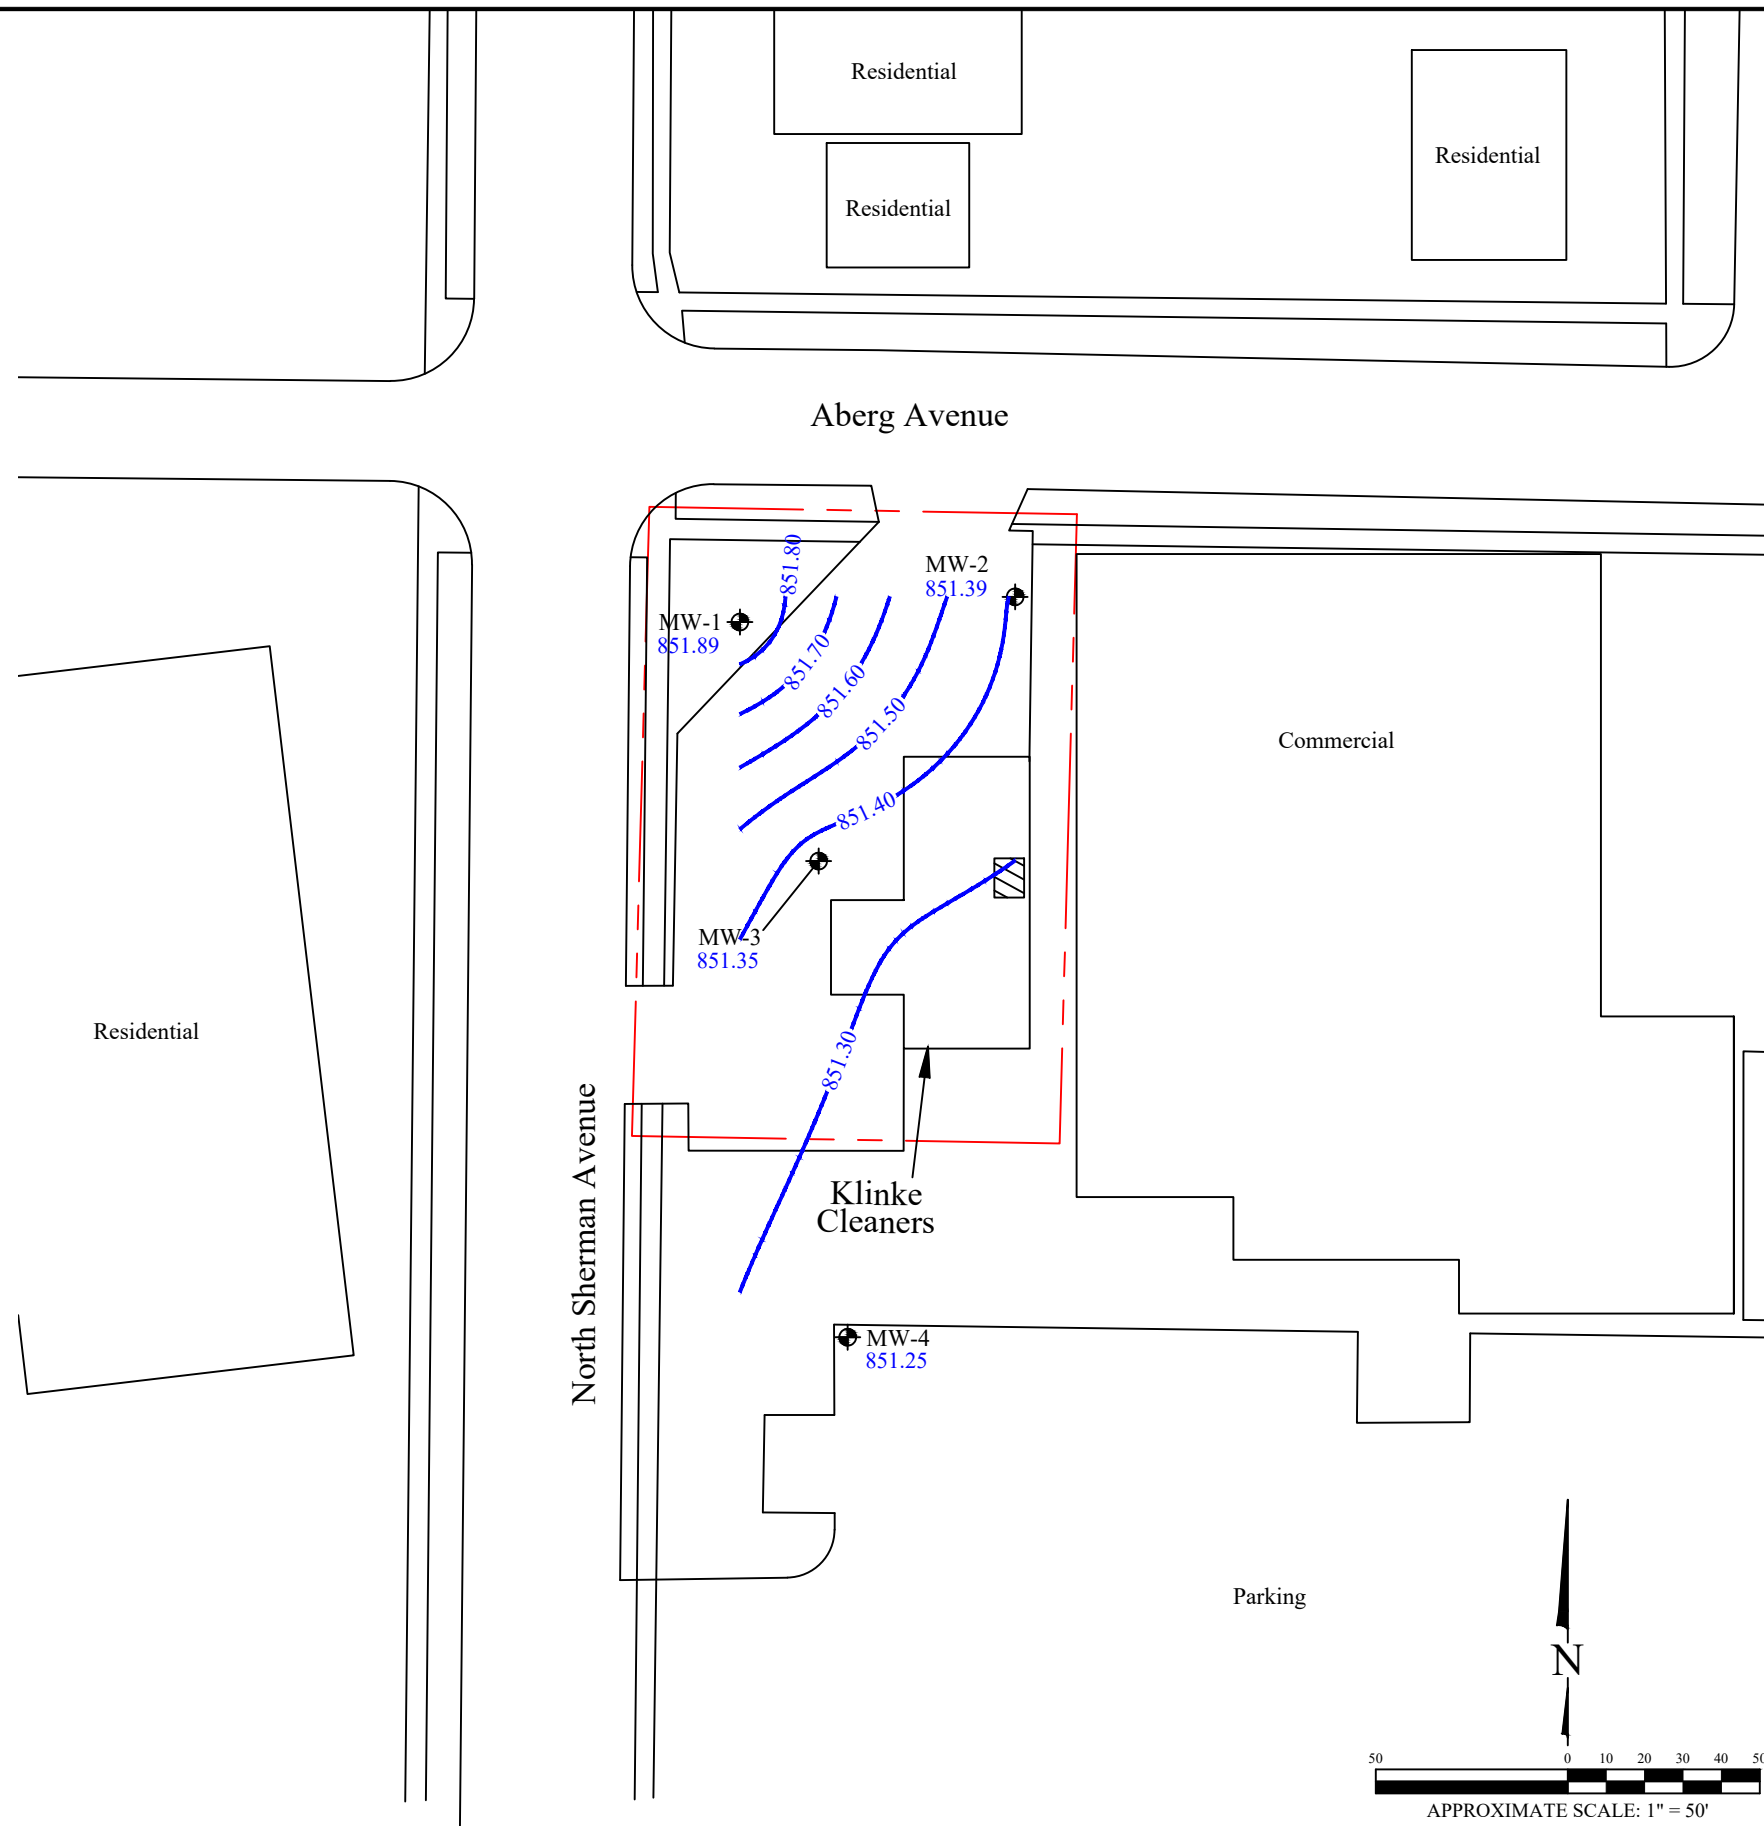 Residential
Residential
Residential
Aberg Avenue
851.80
MW-2
851.39
MW-1
851.89
851.70
851.60
851.50
Commercial
851.40
MW-3
851.35
Residential
851.30
North Sherman Avenue
Klinke
Cleaners
MW-4
851.25
Parking
N
50 0 10 20 30 40 50
APPROXIMATE SCALE: 1" = 50'